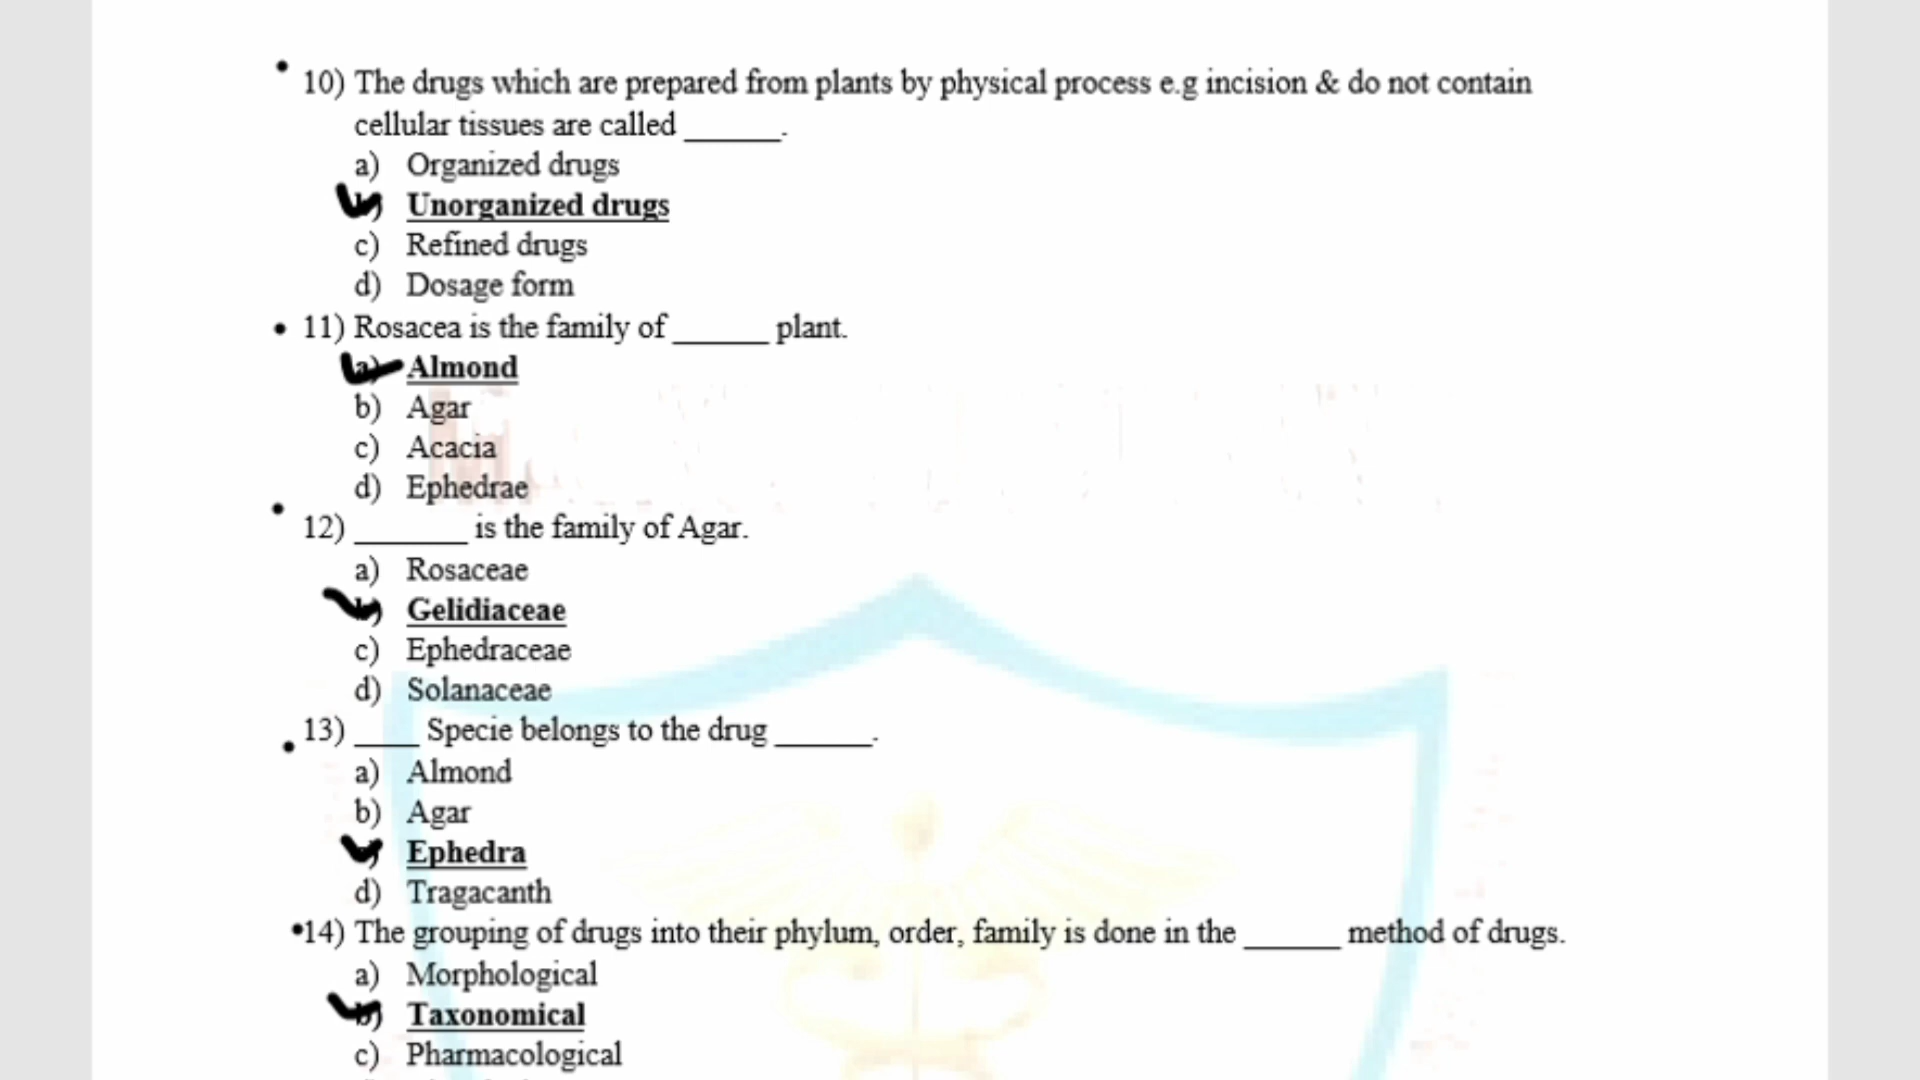 • 10) The drugs which are prepared from plants by physical process e.g incision & do not contain
cellular tissues are called ______.
a) Organized drugs
b) Unorganized drugs
c) Refined drugs
d) Dosage form
• 11) Rosacea is the family of ______ plant.
a) Almond
b) Agar
c) Acacia
d) Ephedrae
• 12) _______ is the family of Agar.
a) Rosaceae
b) Gelidiaceae
c) Ephedraceae
d) Solanaceae
• 13) ____ Specie belongs to the drug ______.
a) Almond
b) Agar
c) Ephedra
d) Tragacanth
•14) The grouping of drugs into their phylum, order, family is done in the ______ method of drugs.
a) Morphological
b) Taxonomical
c) Pharmacological